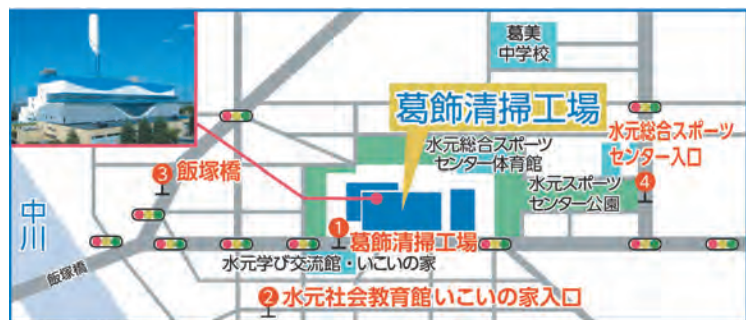 葛美
中学校
葛飾清掃工場
水元総合スポーツ
センター体育館
水元総合スポーツ
センター入口
❸飯塚橋
水元スポーツ
センター公園
❹
中川
❶葛飾清掃工場
水元学び交流館・いこいの家
飯塚橋
❷水元社会教育館いこいの家入口